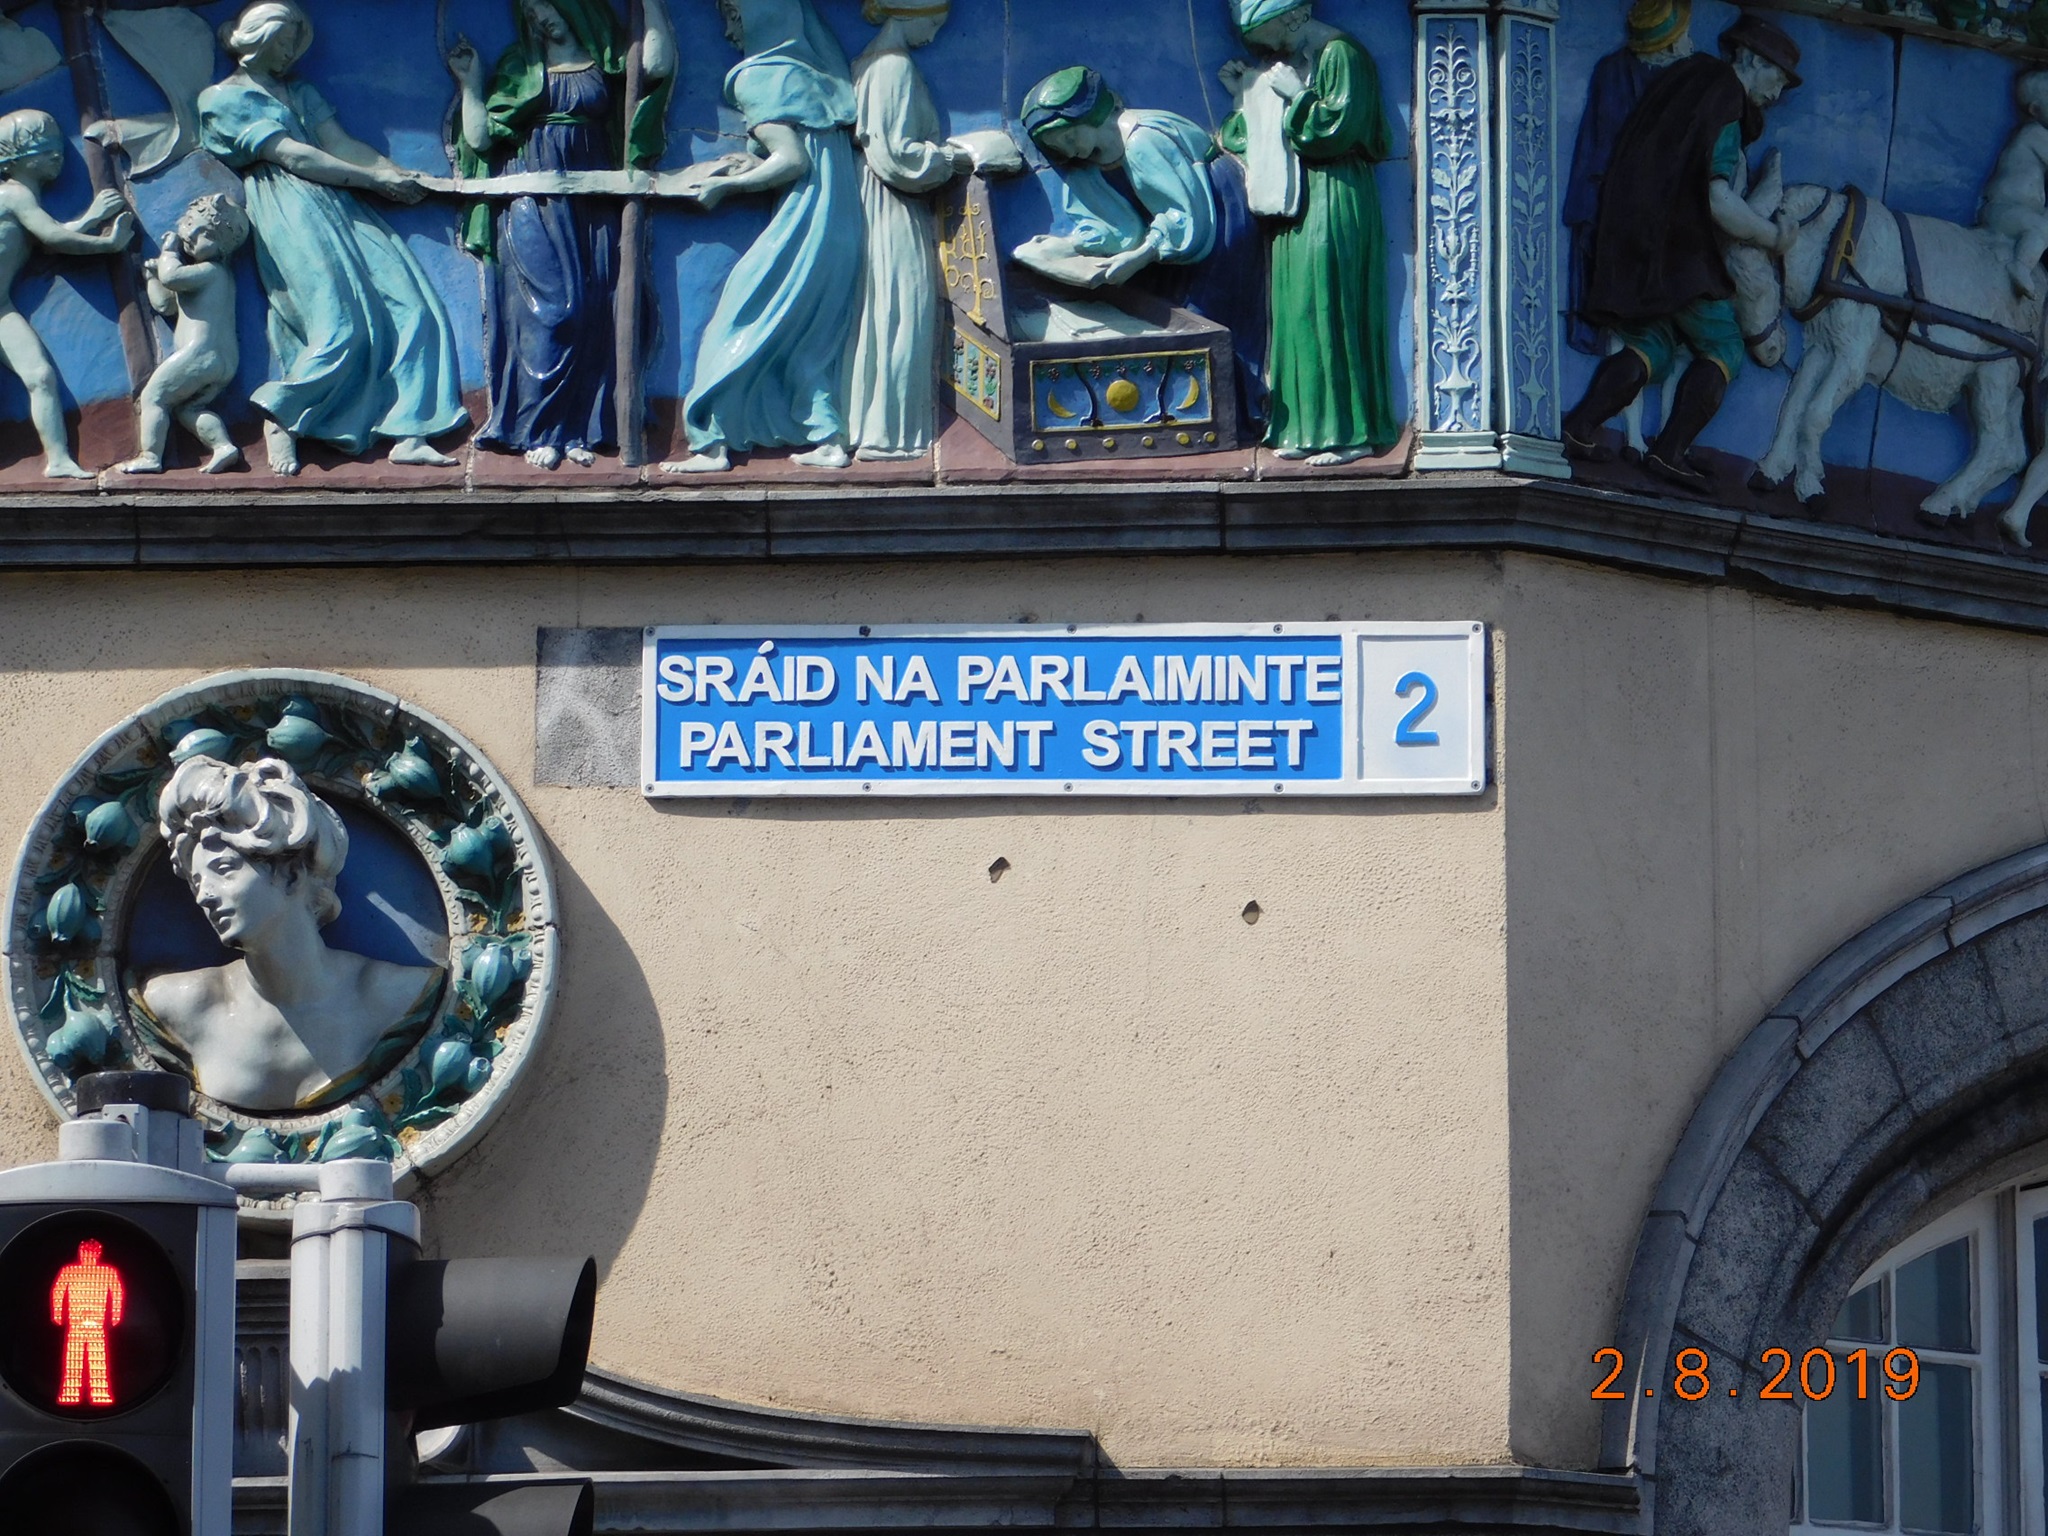 SRÁID NA PARLAIMINTE
PARLIAMENT STREET
2
2.8.2019